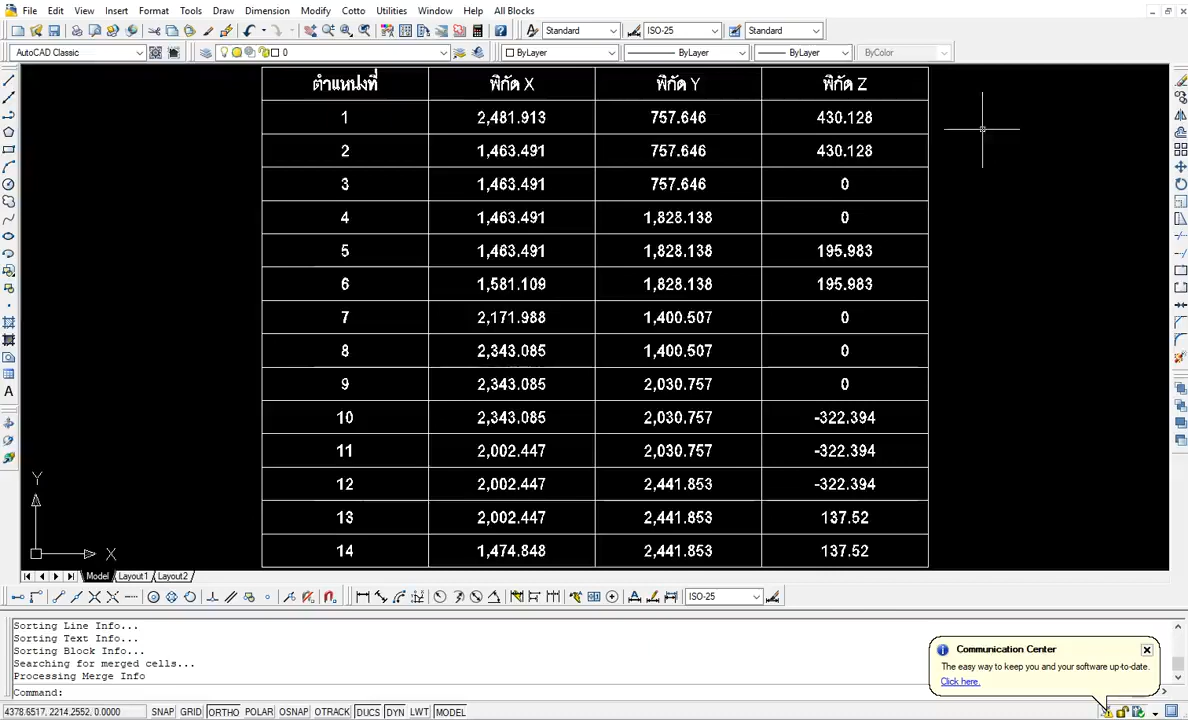 File Edit View Insert Format Tools Draw Dimension Modify Cotto Utilities Window Help All Blocks
Standard ISO-25 Standard
AutoCAD Classic 0 ByLayer ByLayer ByLayer ByColor
ตำแหน่งที่ พิกัด X พิกัด Y พิกัด Z
1 2,481.913 757.646 430.128
2 1,463.491 757.646 430.128
3 1,463.491 757.646 0
4 1,463.491 1,828.138 0
5 1,463.491 1,828.138 195.983
6 1,581.109 1,828.138 195.983
7 2,171.988 1,400.507 0
8 2,343.085 1,400.507 0
9 2,343.085 2,030.757 0
10 2,343.085 2,030.757 -322.394
11 2,002.447 2,030.757 -322.394
12 2,002.447 2,441.853 -322.394
13 2,002.447 2,441.853 137.52
14 1,474.848 2,441.853 137.52
Y
X
Model Layout1 Layout2
ISO-25
Sorting Line Info...
Sorting Text Info...
Sorting Block Info...
Searching for merged cells...
Processing Merge Info
Command:
Communication Center
The easy way to keep you and your software up-to-date.
Click here.
4378.6517, 2214.2552, 0.0000 SNAP GRID ORTHO POLAR OSNAP OTRACK DUCS DYN LWT MODEL